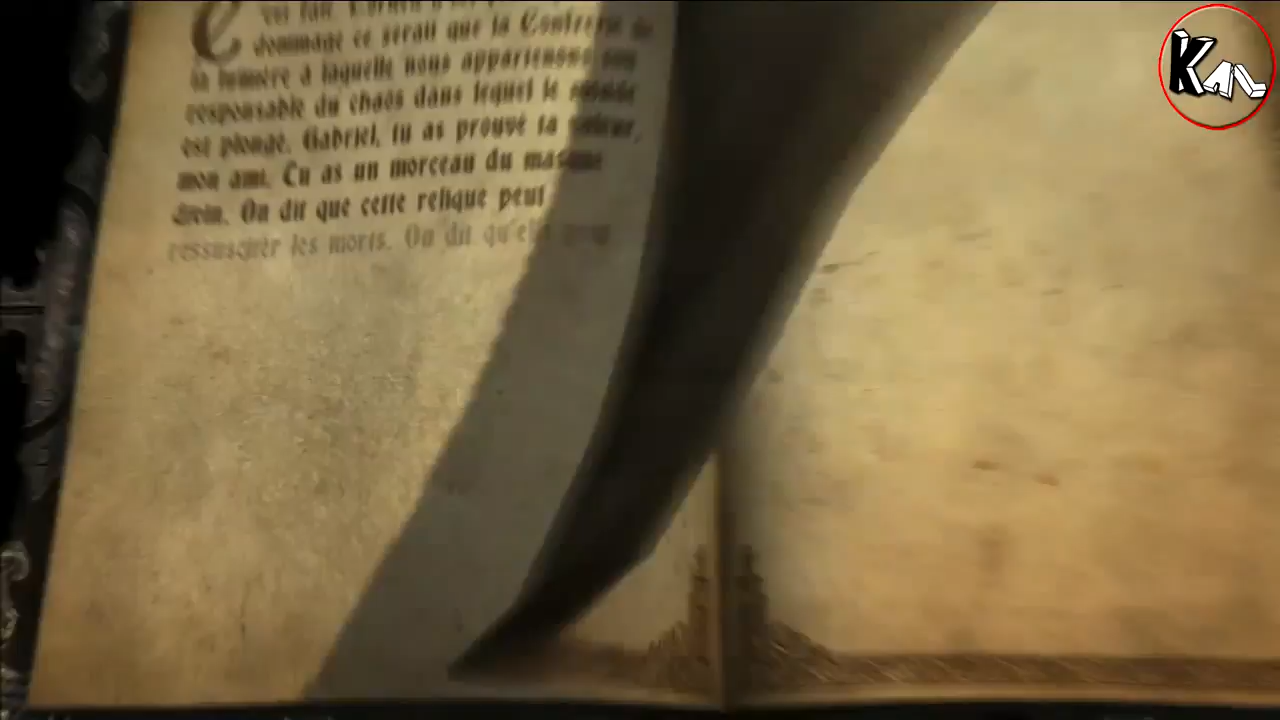 dommage ce serait que la Confrérie de
la lumière à laquelle nous appartenons soit
responsable du chaos dans lequel le monde
est plongé. Gabriel, tu as prouvé ta valeur,
mon ami. Tu as un morceau du masque
divin. On dit que cette relique peut
ressusciter les morts. On dit qu'elle peut
KAL